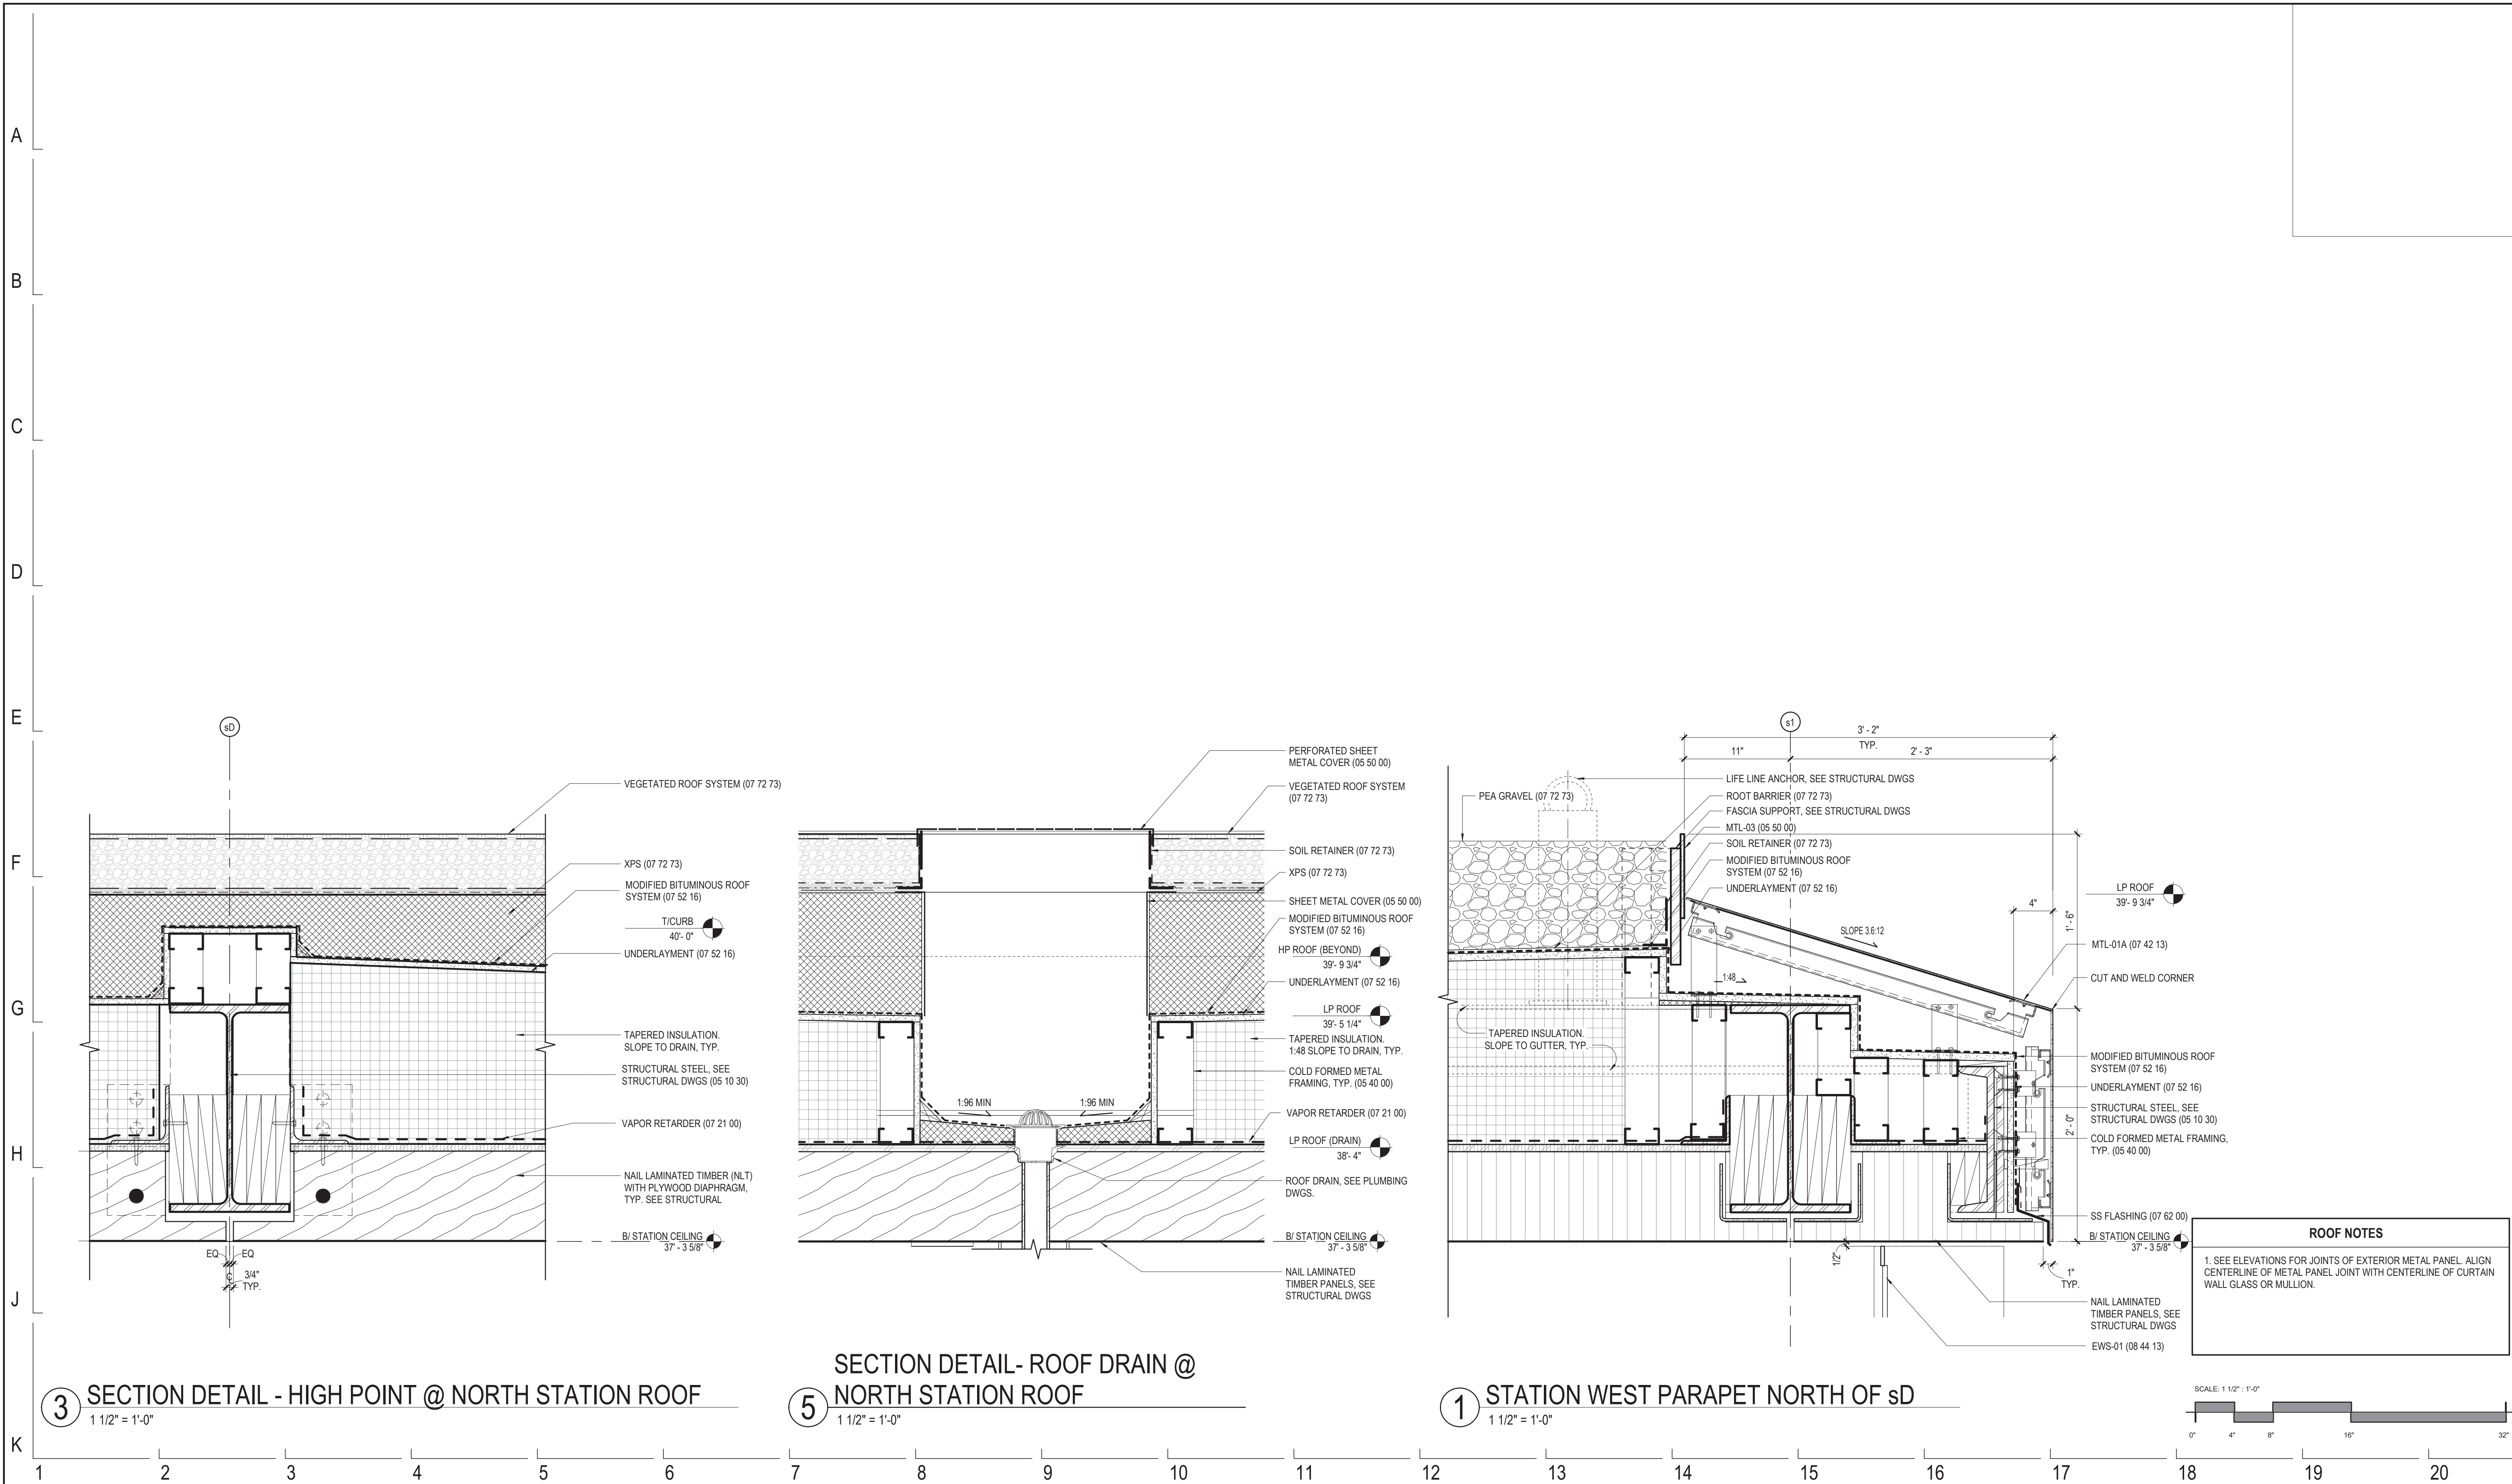 A
B
C
D
E
F
G
H
J
K
sD
VEGETATED ROOF SYSTEM (07 72 73)
XPS (07 72 73)
MODIFIED BITUMINOUS ROOF
SYSTEM (07 52 16)
T/CURB
40'- 0"
UNDERLAYMENT (07 52 16)
TAPERED INSULATION.
SLOPE TO DRAIN, TYP.
STRUCTURAL STEEL, SEE
STRUCTURAL DWGS (05 10 30)
VAPOR RETARDER (07 21 00)
NAIL LAMINATED TIMBER (NLT)
WITH PLYWOOD DIAPHRAGM,
TYP. SEE STRUCTURAL
B/ STATION CEILING
37' - 3 5/8"
EQ EQ
3/4"
TYP.
3 SECTION DETAIL - HIGH POINT @ NORTH STATION ROOF
1 1/2" = 1'-0"
PERFORATED SHEET
METAL COVER (05 50 00)
VEGETATED ROOF SYSTEM
(07 72 73)
SOIL RETAINER (07 72 73)
XPS (07 72 73)
SHEET METAL COVER (05 50 00)
MODIFIED BITUMINOUS ROOF
SYSTEM (07 52 16)
HP ROOF (BEYOND)
39'- 9 3/4"
UNDERLAYMENT (07 52 16)
LP ROOF
39'- 5 1/4"
TAPERED INSULATION.
1:48 SLOPE TO DRAIN, TYP.
COLD FORMED METAL
FRAMING, TYP. (05 40 00)
1:96 MIN 1:96 MIN
VAPOR RETARDER (07 21 00)
LP ROOF (DRAIN)
38'- 4"
ROOF DRAIN, SEE PLUMBING
DWGS.
B/ STATION CEILING
37' - 3 5/8"
NAIL LAMINATED
TIMBER PANELS, SEE
STRUCTURAL DWGS
SECTION DETAIL- ROOF DRAIN @
5 NORTH STATION ROOF
1 1/2" = 1'-0"
s1
3' - 2"
TYP.
11" 2' - 3"
LIFE LINE ANCHOR, SEE STRUCTURAL DWGS
PEA GRAVEL (07 72 73)
ROOT BARRIER (07 72 73)
FASCIA SUPPORT, SEE STRUCTURAL DWGS
MTL-03 (05 50 00)
SOIL RETAINER (07 72 73)
MODIFIED BITUMINOUS ROOF
SYSTEM (07 52 16)
UNDERLAYMENT (07 52 16)
LP ROOF
39'- 9 3/4"
4"
1' - 6"
SLOPE 3.6:12
MTL-01A (07 42 13)
1:48
CUT AND WELD CORNER
TAPERED INSULATION.
SLOPE TO GUTTER, TYP.
MODIFIED BITUMINOUS ROOF
SYSTEM (07 52 16)
UNDERLAYMENT (07 52 16)
STRUCTURAL STEEL, SEE
STRUCTURAL DWGS (05 10 30)
2' - 0"
COLD FORMED METAL FRAMING,
TYP. (05 40 00)
SS FLASHING (07 62 00)
B/ STATION CEILING
37' - 3 5/8"
1/2"
1"
TYP.
NAIL LAMINATED
TIMBER PANELS, SEE
STRUCTURAL DWGS
EWS-01 (08 44 13)
1 STATION WEST PARAPET NORTH OF sD
1 1/2" = 1'-0"
ROOF NOTES
1. SEE ELEVATIONS FOR JOINTS OF EXTERIOR METAL PANEL. ALIGN
CENTERLINE OF METAL PANEL JOINT WITH CENTERLINE OF CURTAIN
WALL GLASS OR MULLION.
SCALE: 1 1/2" : 1'-0"
0" 4" 8" 16" 32"
1 2 3 4 5 6 7 8 9 10 11 12 13 14 15 16 17 18 19 20